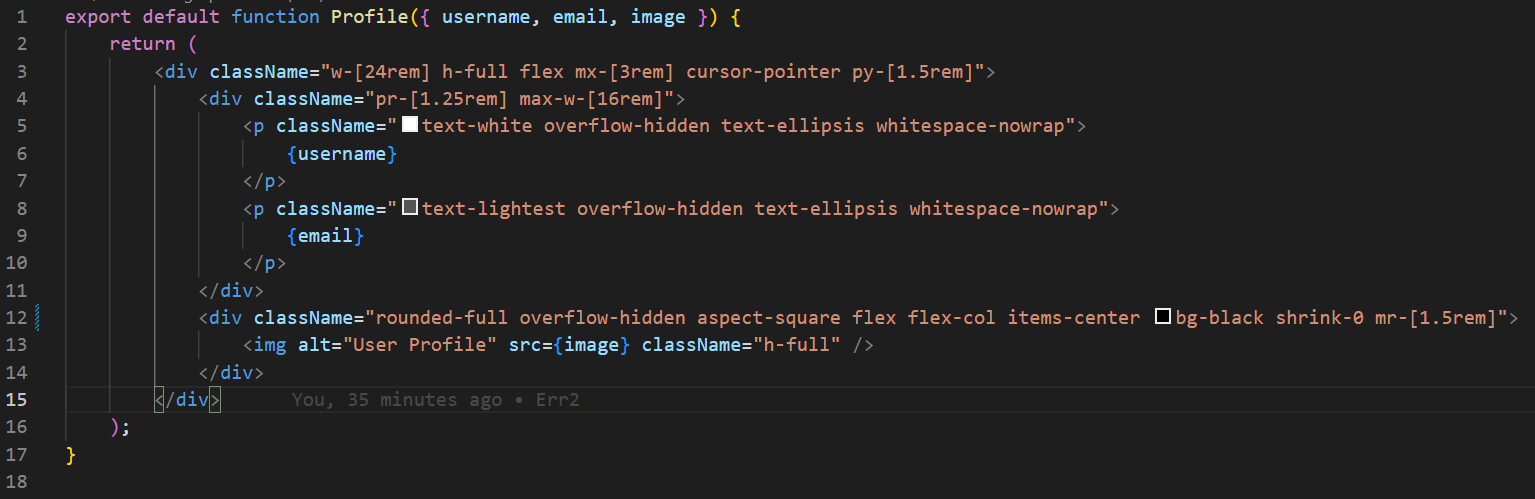 1 export default function Profile({ username, email, image }) {
2 return (
3 <div className="w-[24rem] h-full flex mx-[3rem] cursor-pointer py-[1.5rem]">
4 <div className="pr-[1.25rem] max-w-[16rem]">
5 <p className="text-white overflow-hidden text-ellipsis whitespace-nowrap">
6 {username}
7 </p>
8 <p className="text-lightest overflow-hidden text-ellipsis whitespace-nowrap">
9 {email}
10 </p>
11 </div>
12 <div className="rounded-full overflow-hidden aspect-square flex flex-col items-center bg-black shrink-0 mr-[1.5rem]">
13 <img alt="User Profile" src={image} className="h-full" />
14 </div>
15 </div> You, 35 minutes ago • Err2
16 );
17 }
18